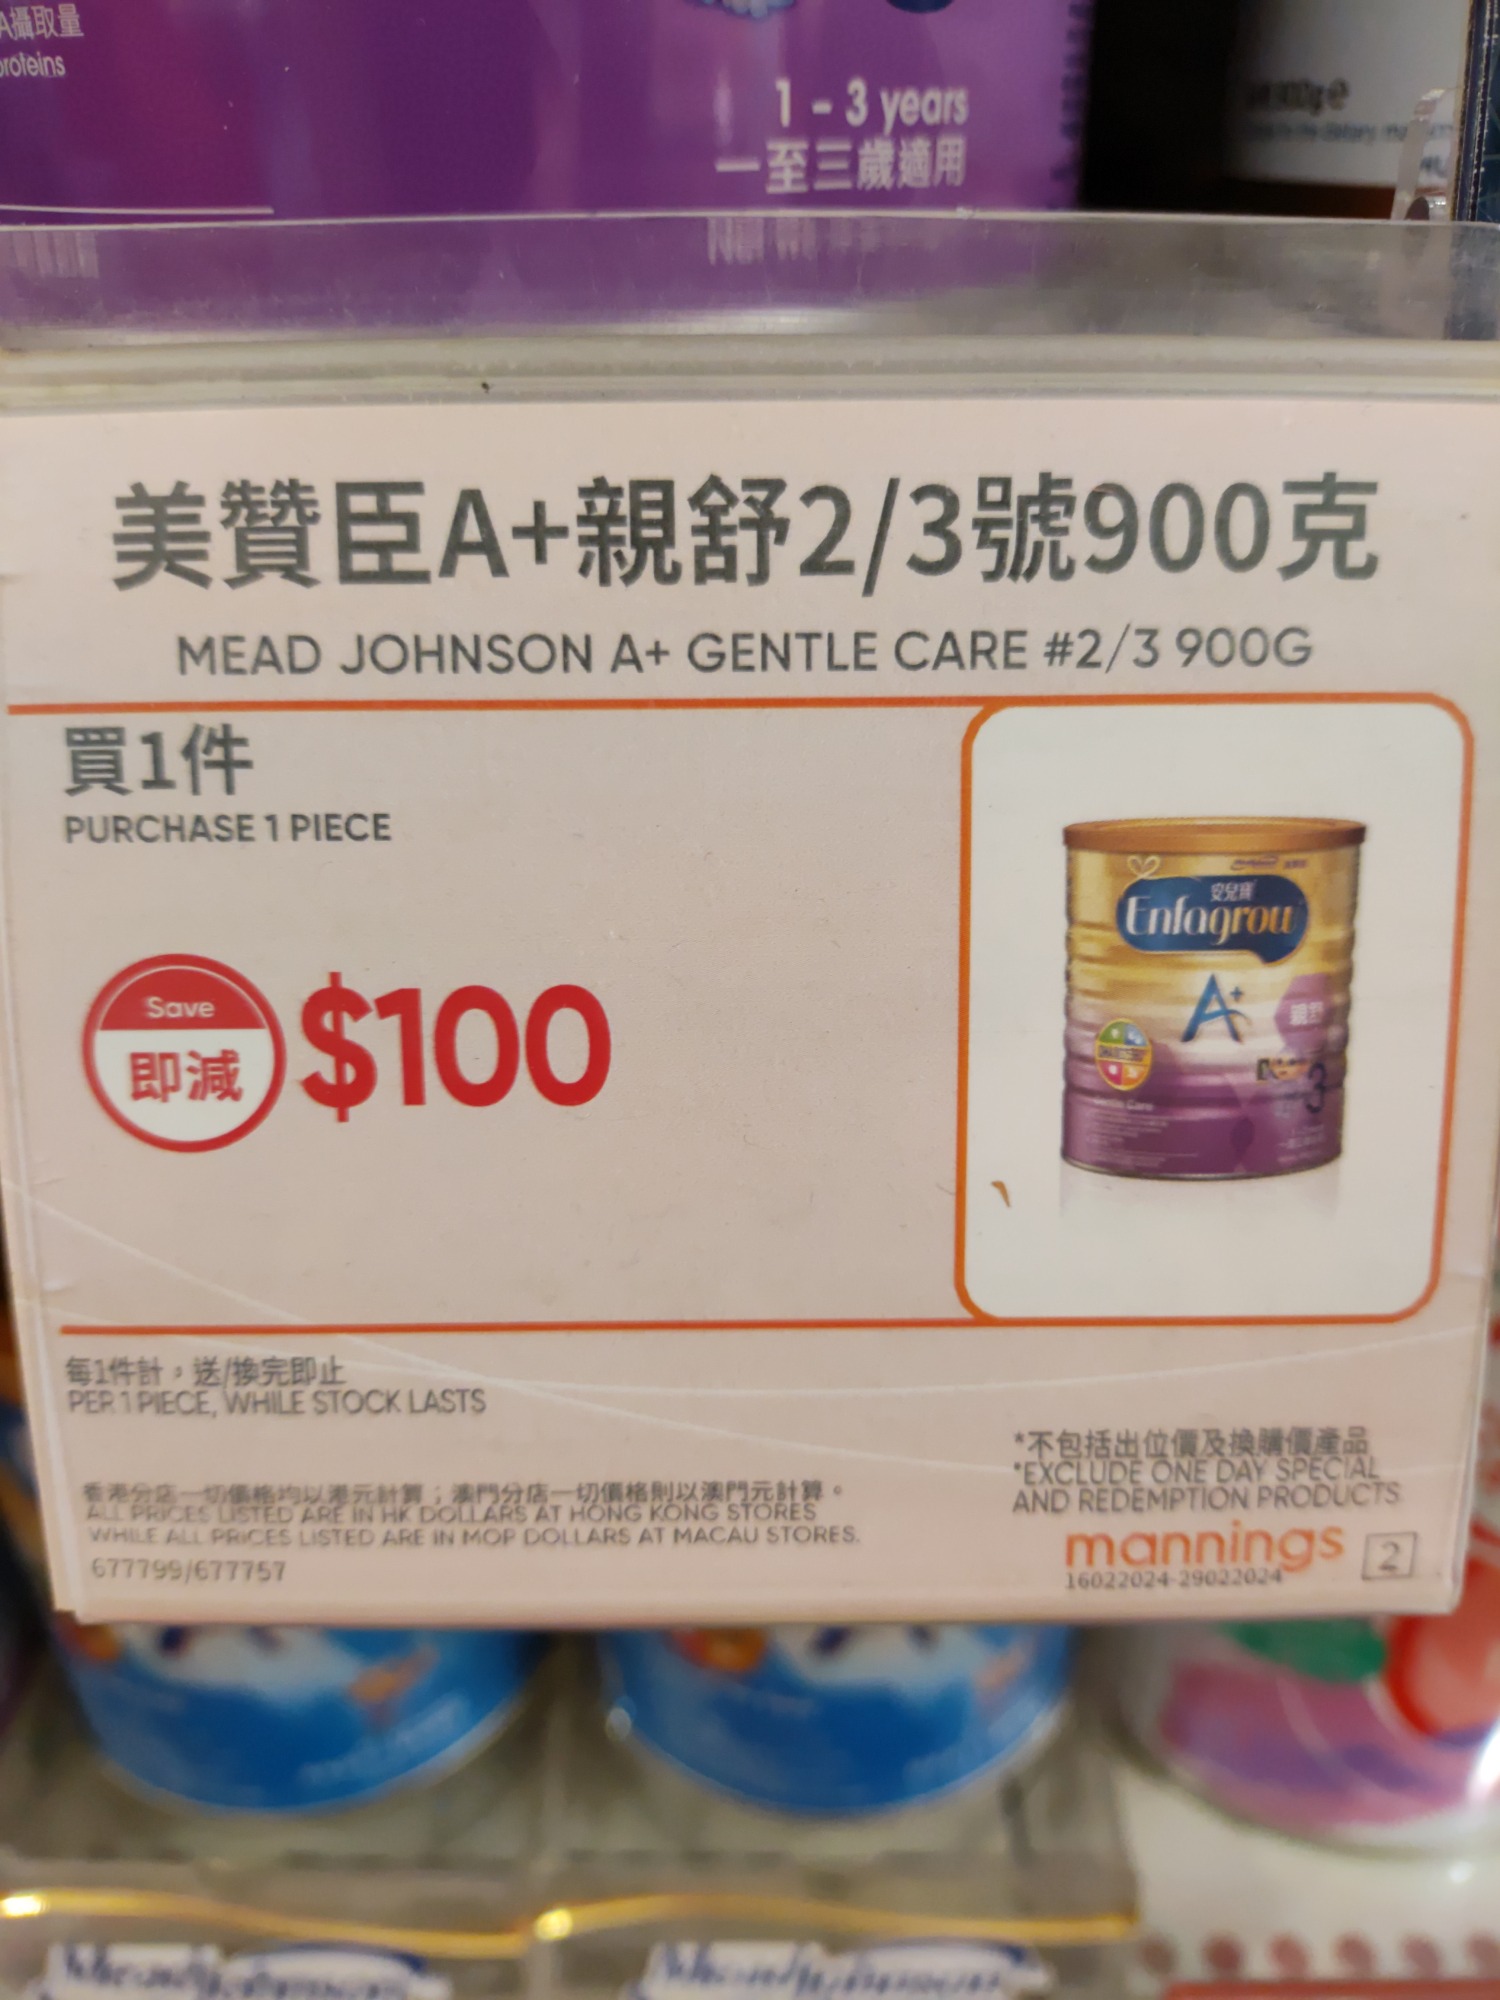 A攝取量
proteins
1 - 3 years
一至三歲適用
美贊臣A+親舒2/3號900克
MEAD JOHNSON A+ GENTLE CARE #2/3 900G
買1件
PURCHASE 1 PIECE
Save
即減
$100
安兒寶
Enfagrow
A+
親舒
3
Gentle Care
每1件計，送/換完即止
PER 1 PIECE, WHILE STOCK LASTS
*不包括出位價及換購價產品
*EXCLUDE ONE DAY SPECIAL
AND REDEMPTION PRODUCTS
香港分店一切價格均以港元計算；澳門分店一切價格則以澳門元計算。
ALL PRICES LISTED ARE IN HK DOLLARS AT HONG KONG STORES
WHILE ALL PRICES LISTED ARE IN MOP DOLLARS AT MACAU STORES.
677799/677757
mannings
16022024-29022024
2